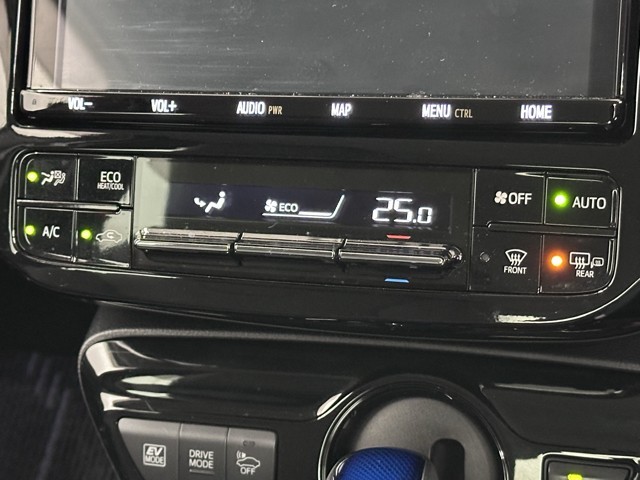 VOL− VOL+ AUDIO PWR MAP MENU CTRL HOME
ECO
HEAT/COOL
ECO 25.0
OFF AUTO
A/C
FRONT REAR
EV
MODE
DRIVE
MODE
OFF